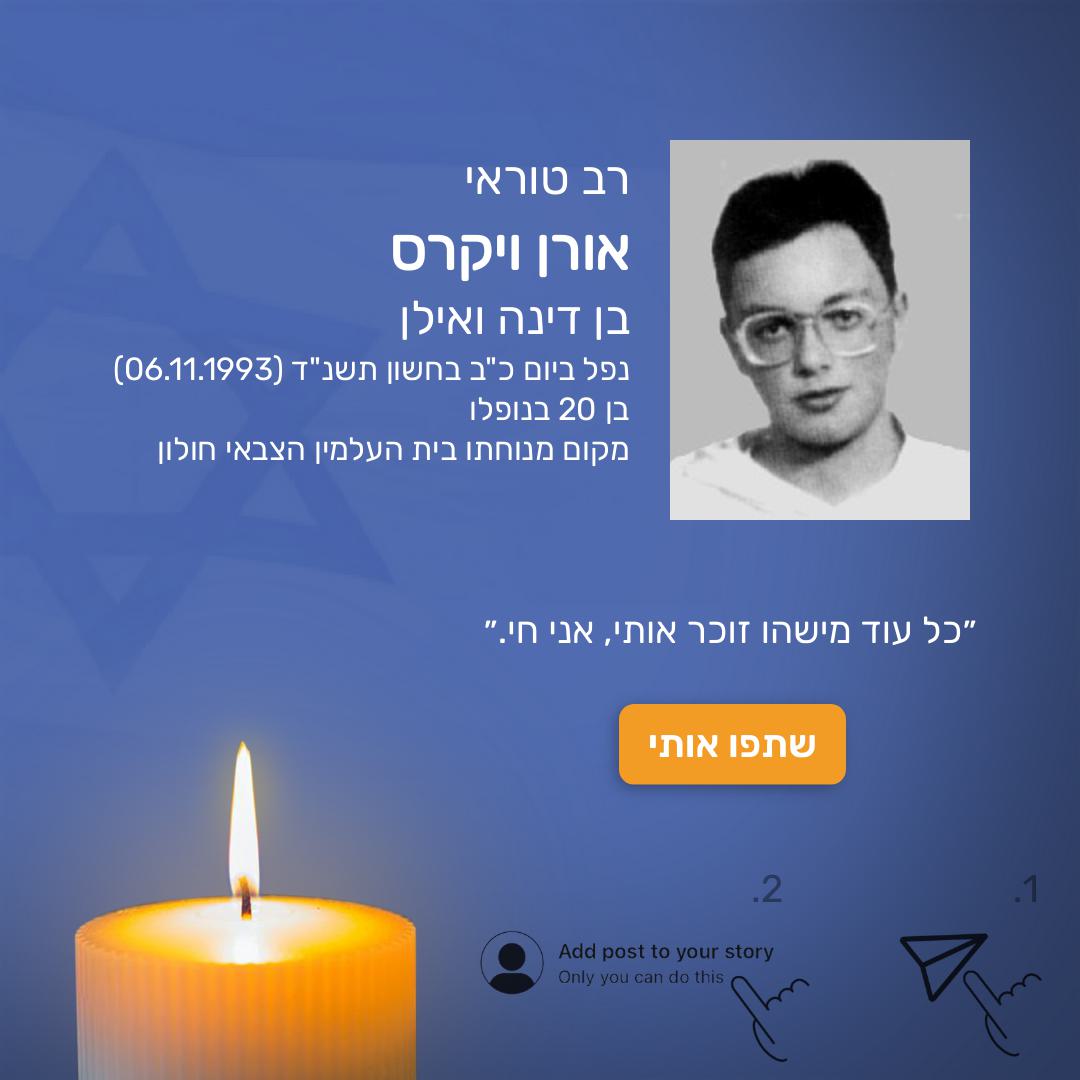 רב טוראי
אורן ויקרס
בן דינה ואילן
נפל ביום כ"ב בחשון תשנ"ד (06.11.1993)
בן 20 בנופלו
מקום מנוחתו בית העלמין הצבאי חולון
״כל עוד מישהו זוכר אותי, אני חי.״
שתפו אותי
.1
.2
Add post to your story
Only you can do this